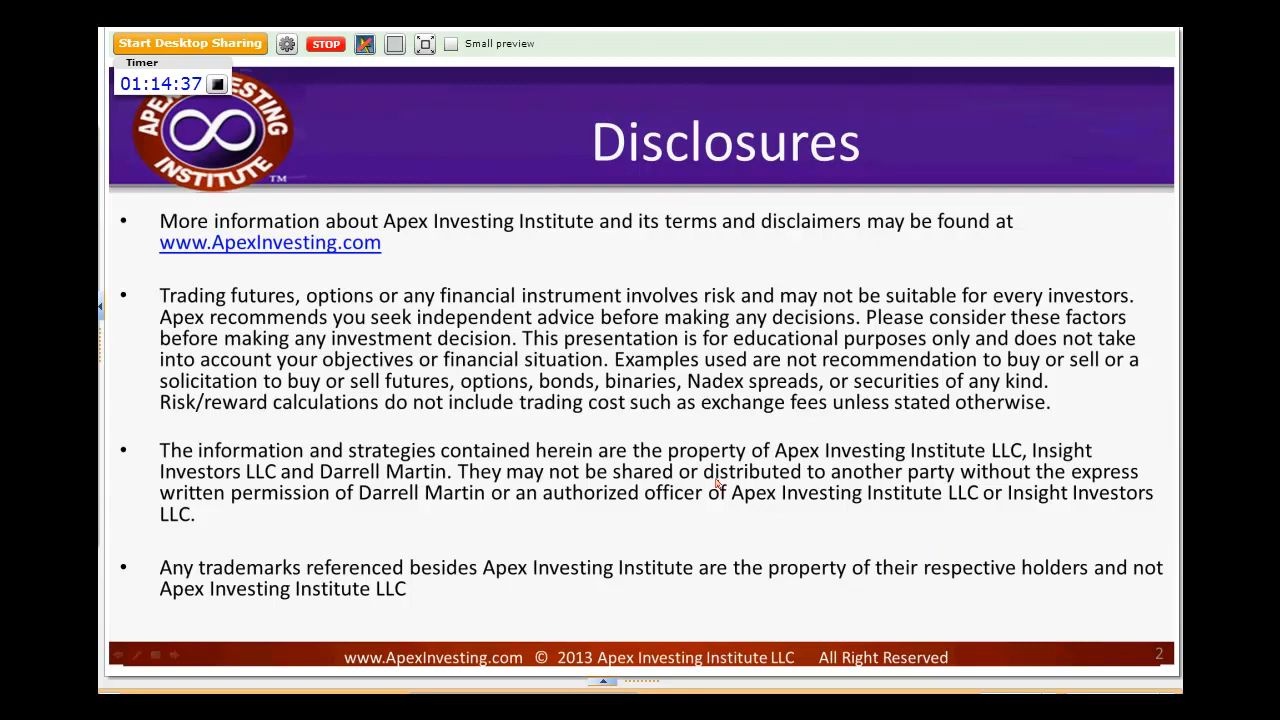 Start Desktop Sharing
STOP
Small preview
Timer
01:14:37
APEX INVESTING
INSTITUTE
TM
Disclosures
• More information about Apex Investing Institute and its terms and disclaimers may be found at
www.ApexInvesting.com
• Trading futures, options or any financial instrument involves risk and may not be suitable for every investors.
Apex recommends you seek independent advice before making any decisions. Please consider these factors
before making any investment decision. This presentation is for educational purposes only and does not take
into account your objectives or financial situation. Examples used are not recommendation to buy or sell or a
solicitation to buy or sell futures, options, bonds, binaries, Nadex spreads, or securities of any kind.
Risk/reward calculations do not include trading cost such as exchange fees unless stated otherwise.
• The information and strategies contained herein are the property of Apex Investing Institute LLC, Insight
Investors LLC and Darrell Martin. They may not be shared or distributed to another party without the express
written permission of Darrell Martin or an authorized officer of Apex Investing Institute LLC or Insight Investors
LLC.
• Any trademarks referenced besides Apex Investing Institute are the property of their respective holders and not
Apex Investing Institute LLC
www.ApexInvesting.com © 2013 Apex Investing Institute LLC All Right Reserved
2